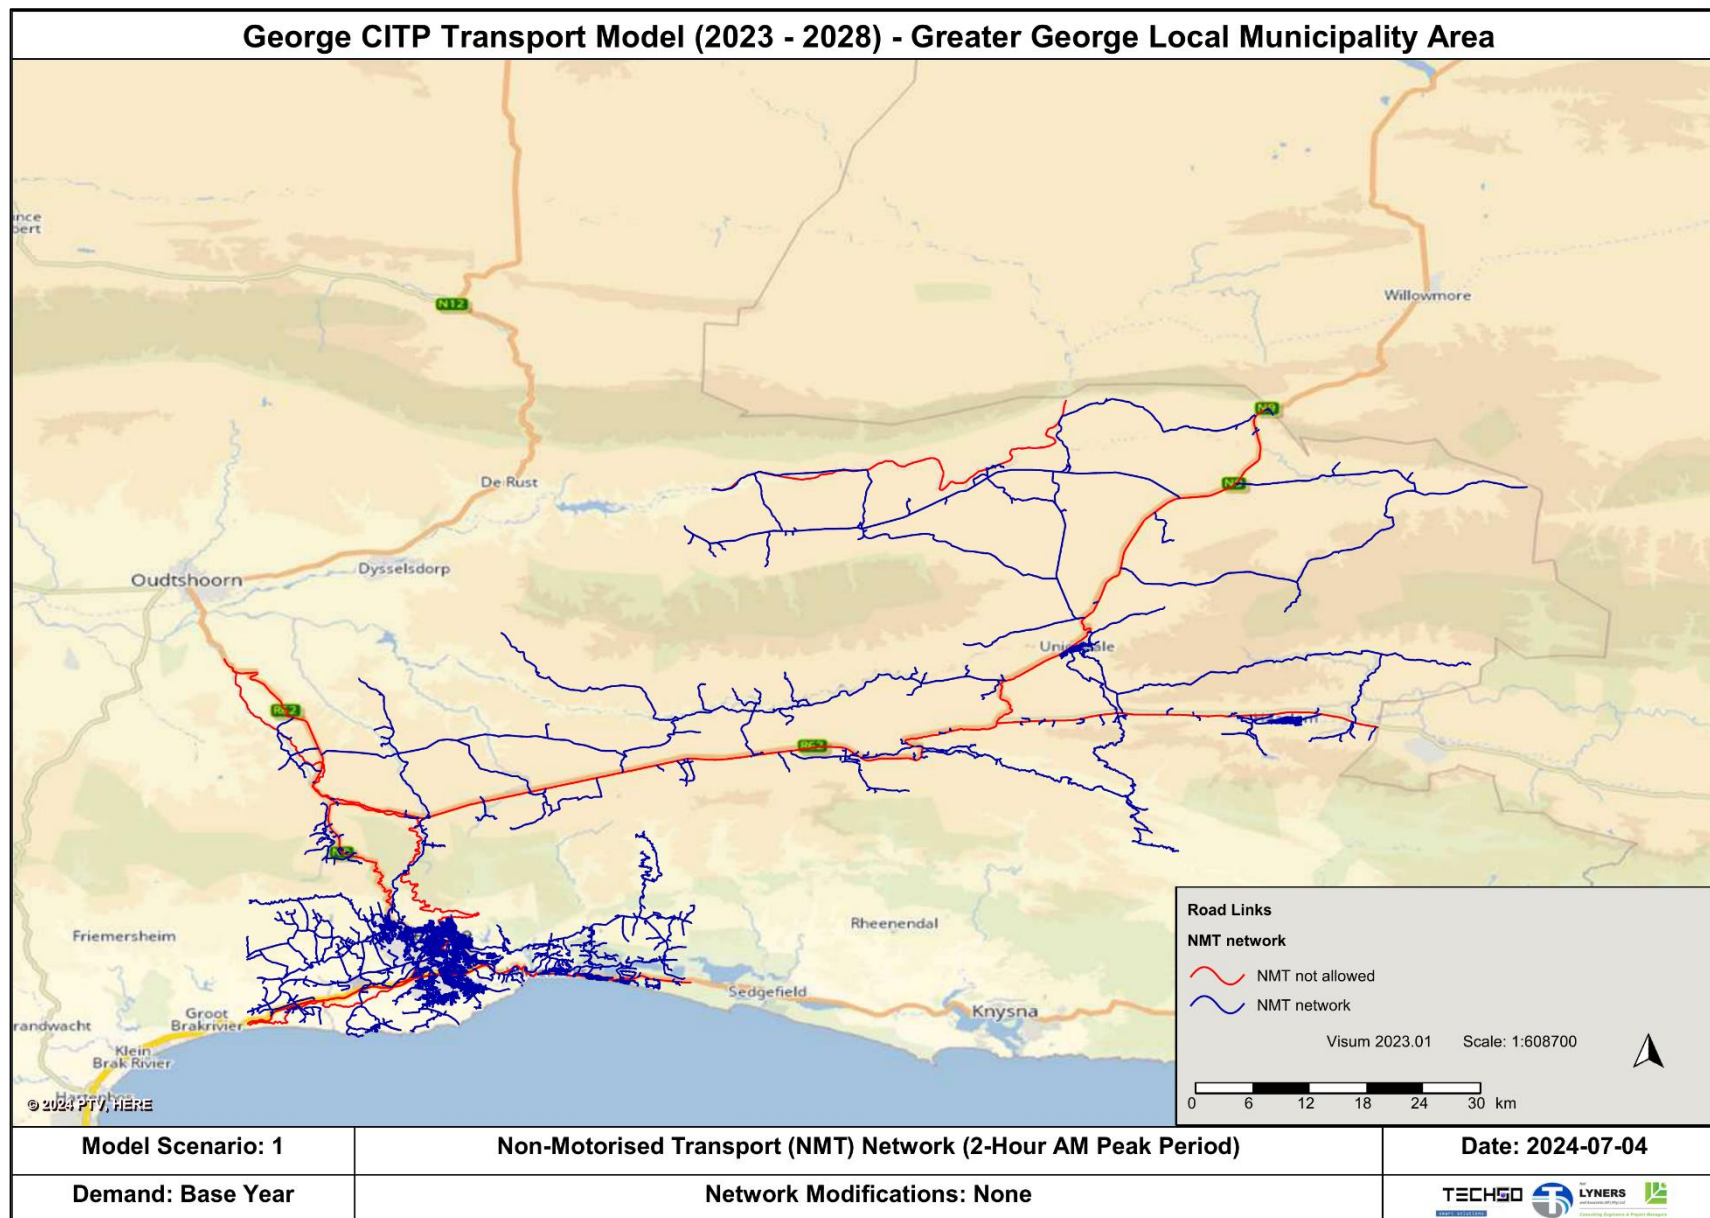 George CITP Transport Model (2023 - 2028) - Greater George Local Municipality Area
N12
Willowmore
N9
De Rust
Oudtshoorn
Dysselsdorp
R62
Rheenendal
Friemersheim
Sedgefield
Knysna
Groot
Brakrivier
Klein
Brak Rivier
© 2024 PTV, HERE
Road Links
NMT network
NMT not allowed
NMT network
Visum 2023.01 Scale: 1:608700
0 6 12 18 24 30 km
Model Scenario: 1
Non-Motorised Transport (NMT) Network (2-Hour AM Peak Period)
Date: 2024-07-04
Demand: Base Year
Network Modifications: None
TECHSO
LYNERS